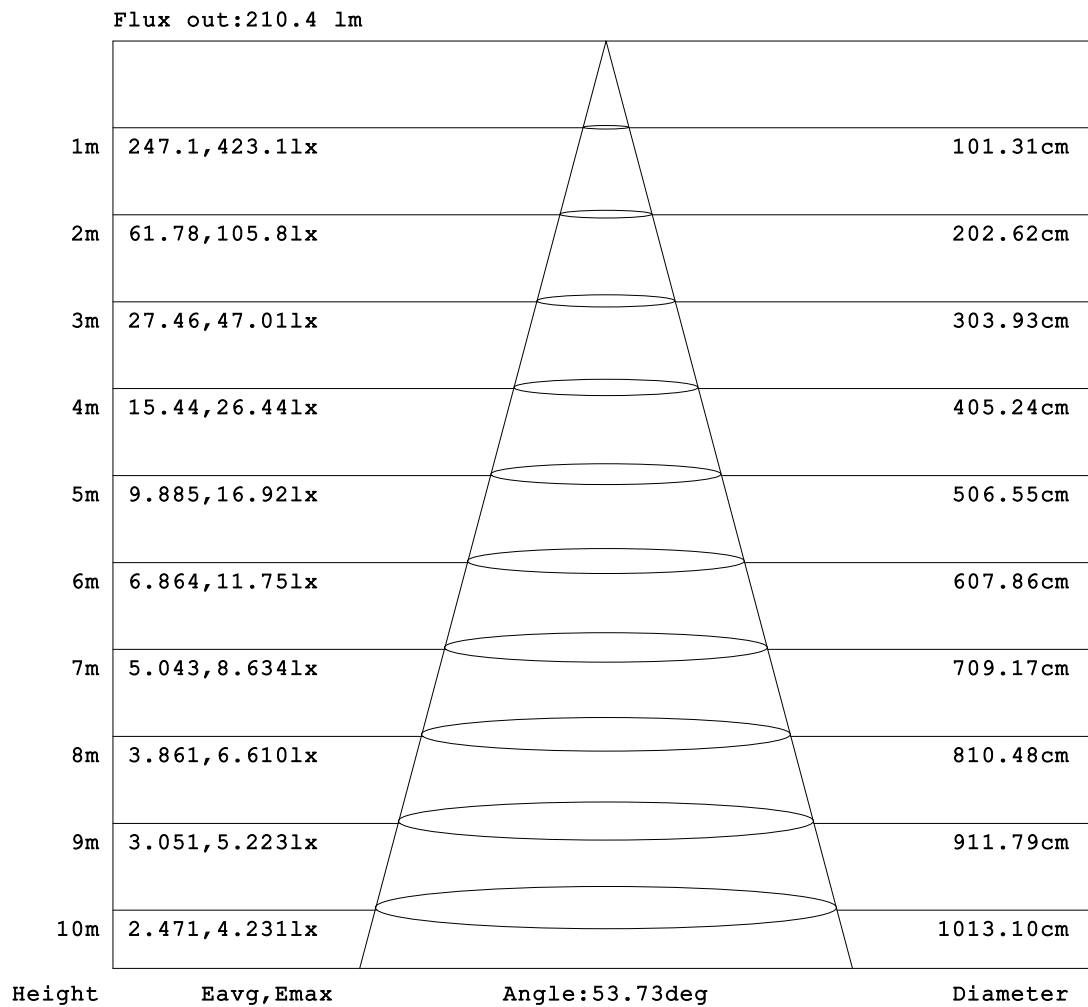 Flux out:210.4 lm
1m 247.1,423.1lx 101.31cm
2m 61.78,105.8lx 202.62cm
3m 27.46,47.01lx 303.93cm
4m 15.44,26.44lx 405.24cm
5m 9.885,16.92lx 506.55cm
6m 6.864,11.75lx 607.86cm
7m 5.043,8.634lx 709.17cm
8m 3.861,6.610lx 810.48cm
9m 3.051,5.223lx 911.79cm
10m 2.471,4.231lx 1013.10cm
Height Eavg,Emax Angle:53.73deg Diameter